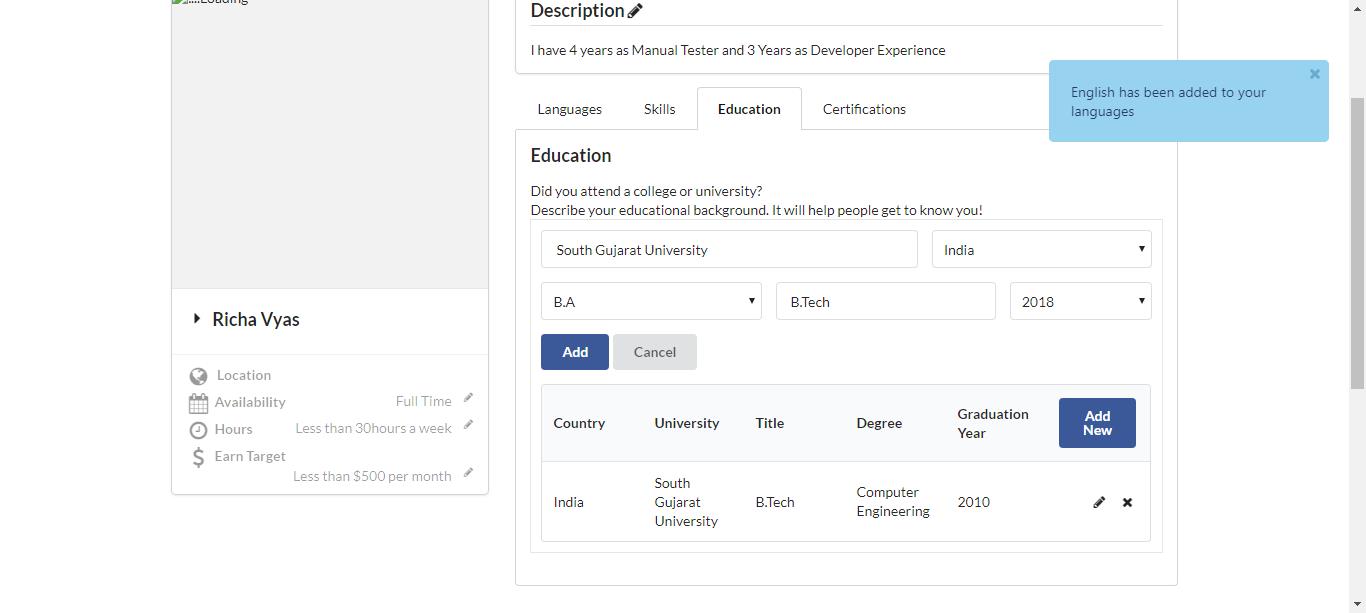 ....Loading
Richa Vyas
Location
Availability Full Time
Hours Less than 30hours a week
Earn Target
Less than $500 per month
Description
I have 4 years as Manual Tester and 3 Years as Developer Experience
English has been added to your
languages
Languages Skills Education Certifications
Education
Did you attend a college or university?
Describe your educational background. It will help people get to know you!
South Gujarat University India
B.A B.Tech 2018
Add Cancel
Country University Title Degree Graduation
Year
Add
New
India South
Gujarat
University
B.Tech Computer
Engineering
2010